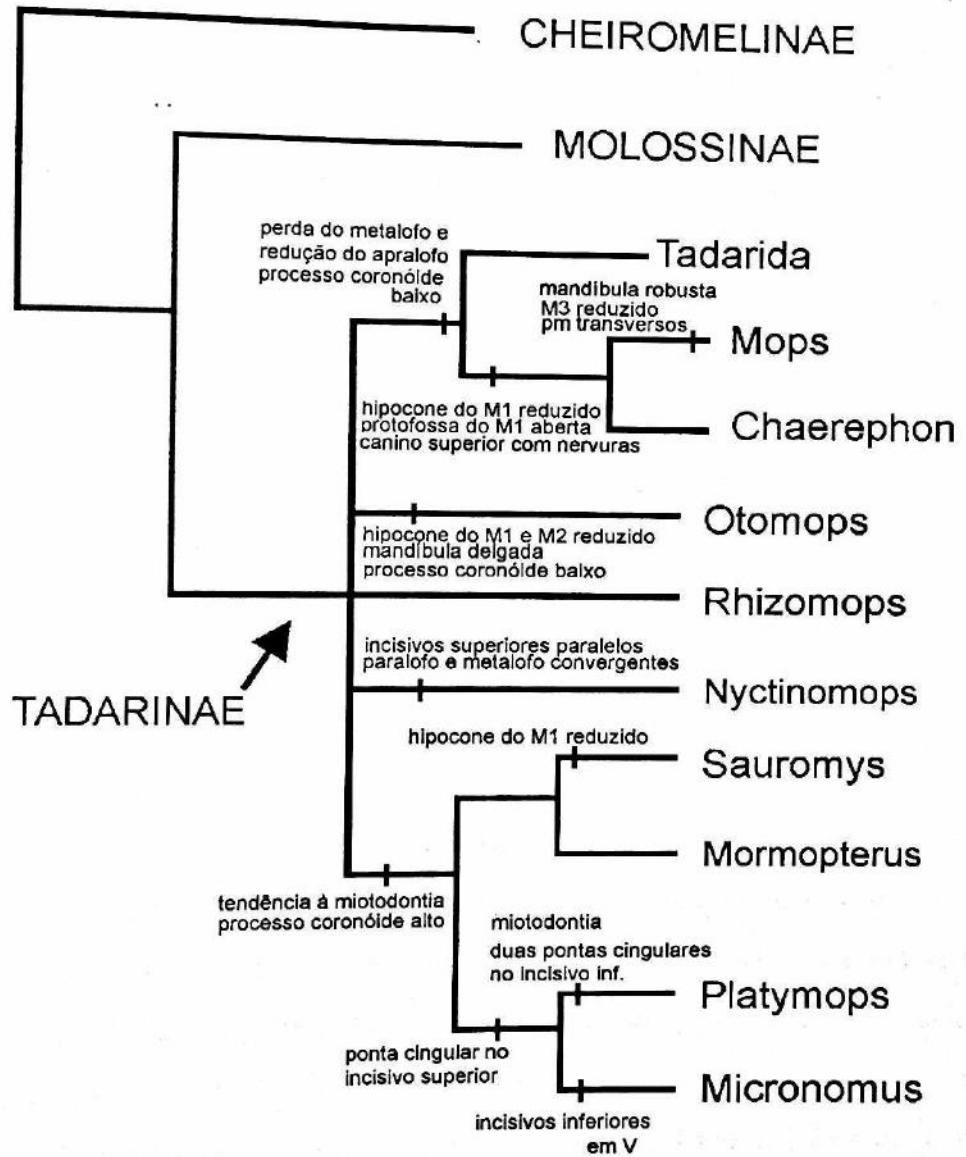 CHEIROMELINAE
MOLOSSINAE
perda do metalofo e
redução do apralofo
processo coronóide
baixo
Tadarida
mandibula robusta
M3 reduzido
pm transversos
Mops
hipocone do M1 reduzido
protofossa do M1 aberta
canino superior com nervuras
Chaerephon
Otomops
hipocone do M1 e M2 reduzido
mandíbula delgada
processo coronóide baixo
Rhizomops
TADARINAE
incisivos superiores paralelos
paralofo e metalofo convergentes
Nyctinomops
hipocone do M1 reduzido
Sauromys
Mormopterus
tendência à miotodontia
processo coronóide alto
miotodontia
duas pontas cingulares
no incisivo inf.
Platymops
ponta cingular no
incisivo superior
Micronomus
incisivos inferiores
em V